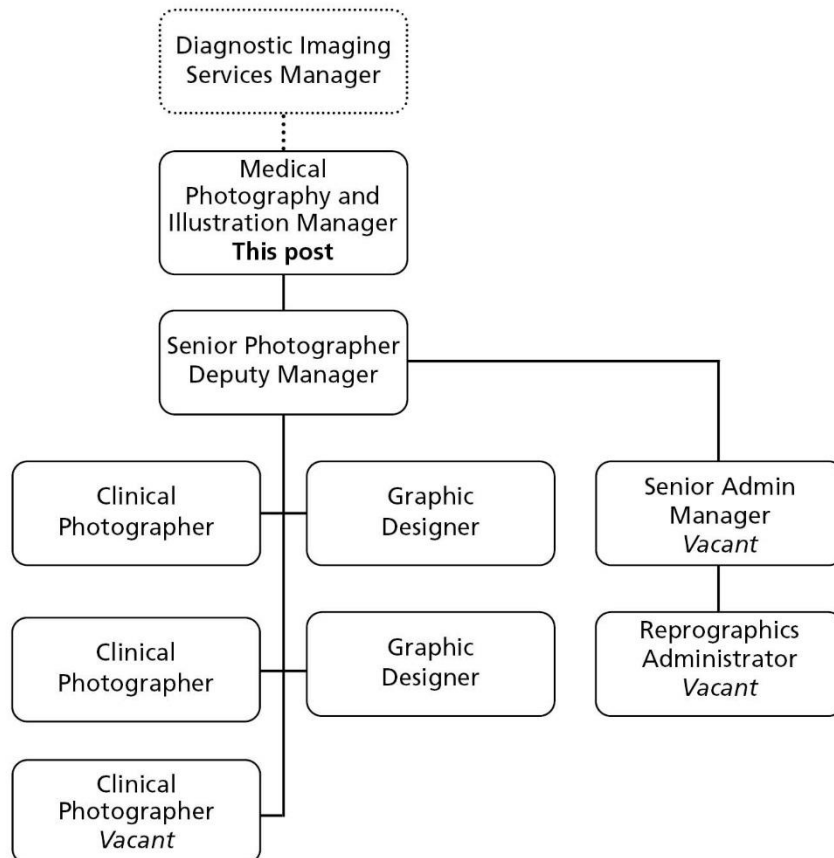 Diagnostic Imaging
Services Manager
Medical
Photography and
Illustration Manager
This post
Senior Photographer
Deputy Manager
Clinical
Photographer
Graphic
Designer
Senior Admin
Manager
Vacant
Clinical
Photographer
Graphic
Designer
Reprographics
Administrator
Vacant
Clinical
Photographer
Vacant